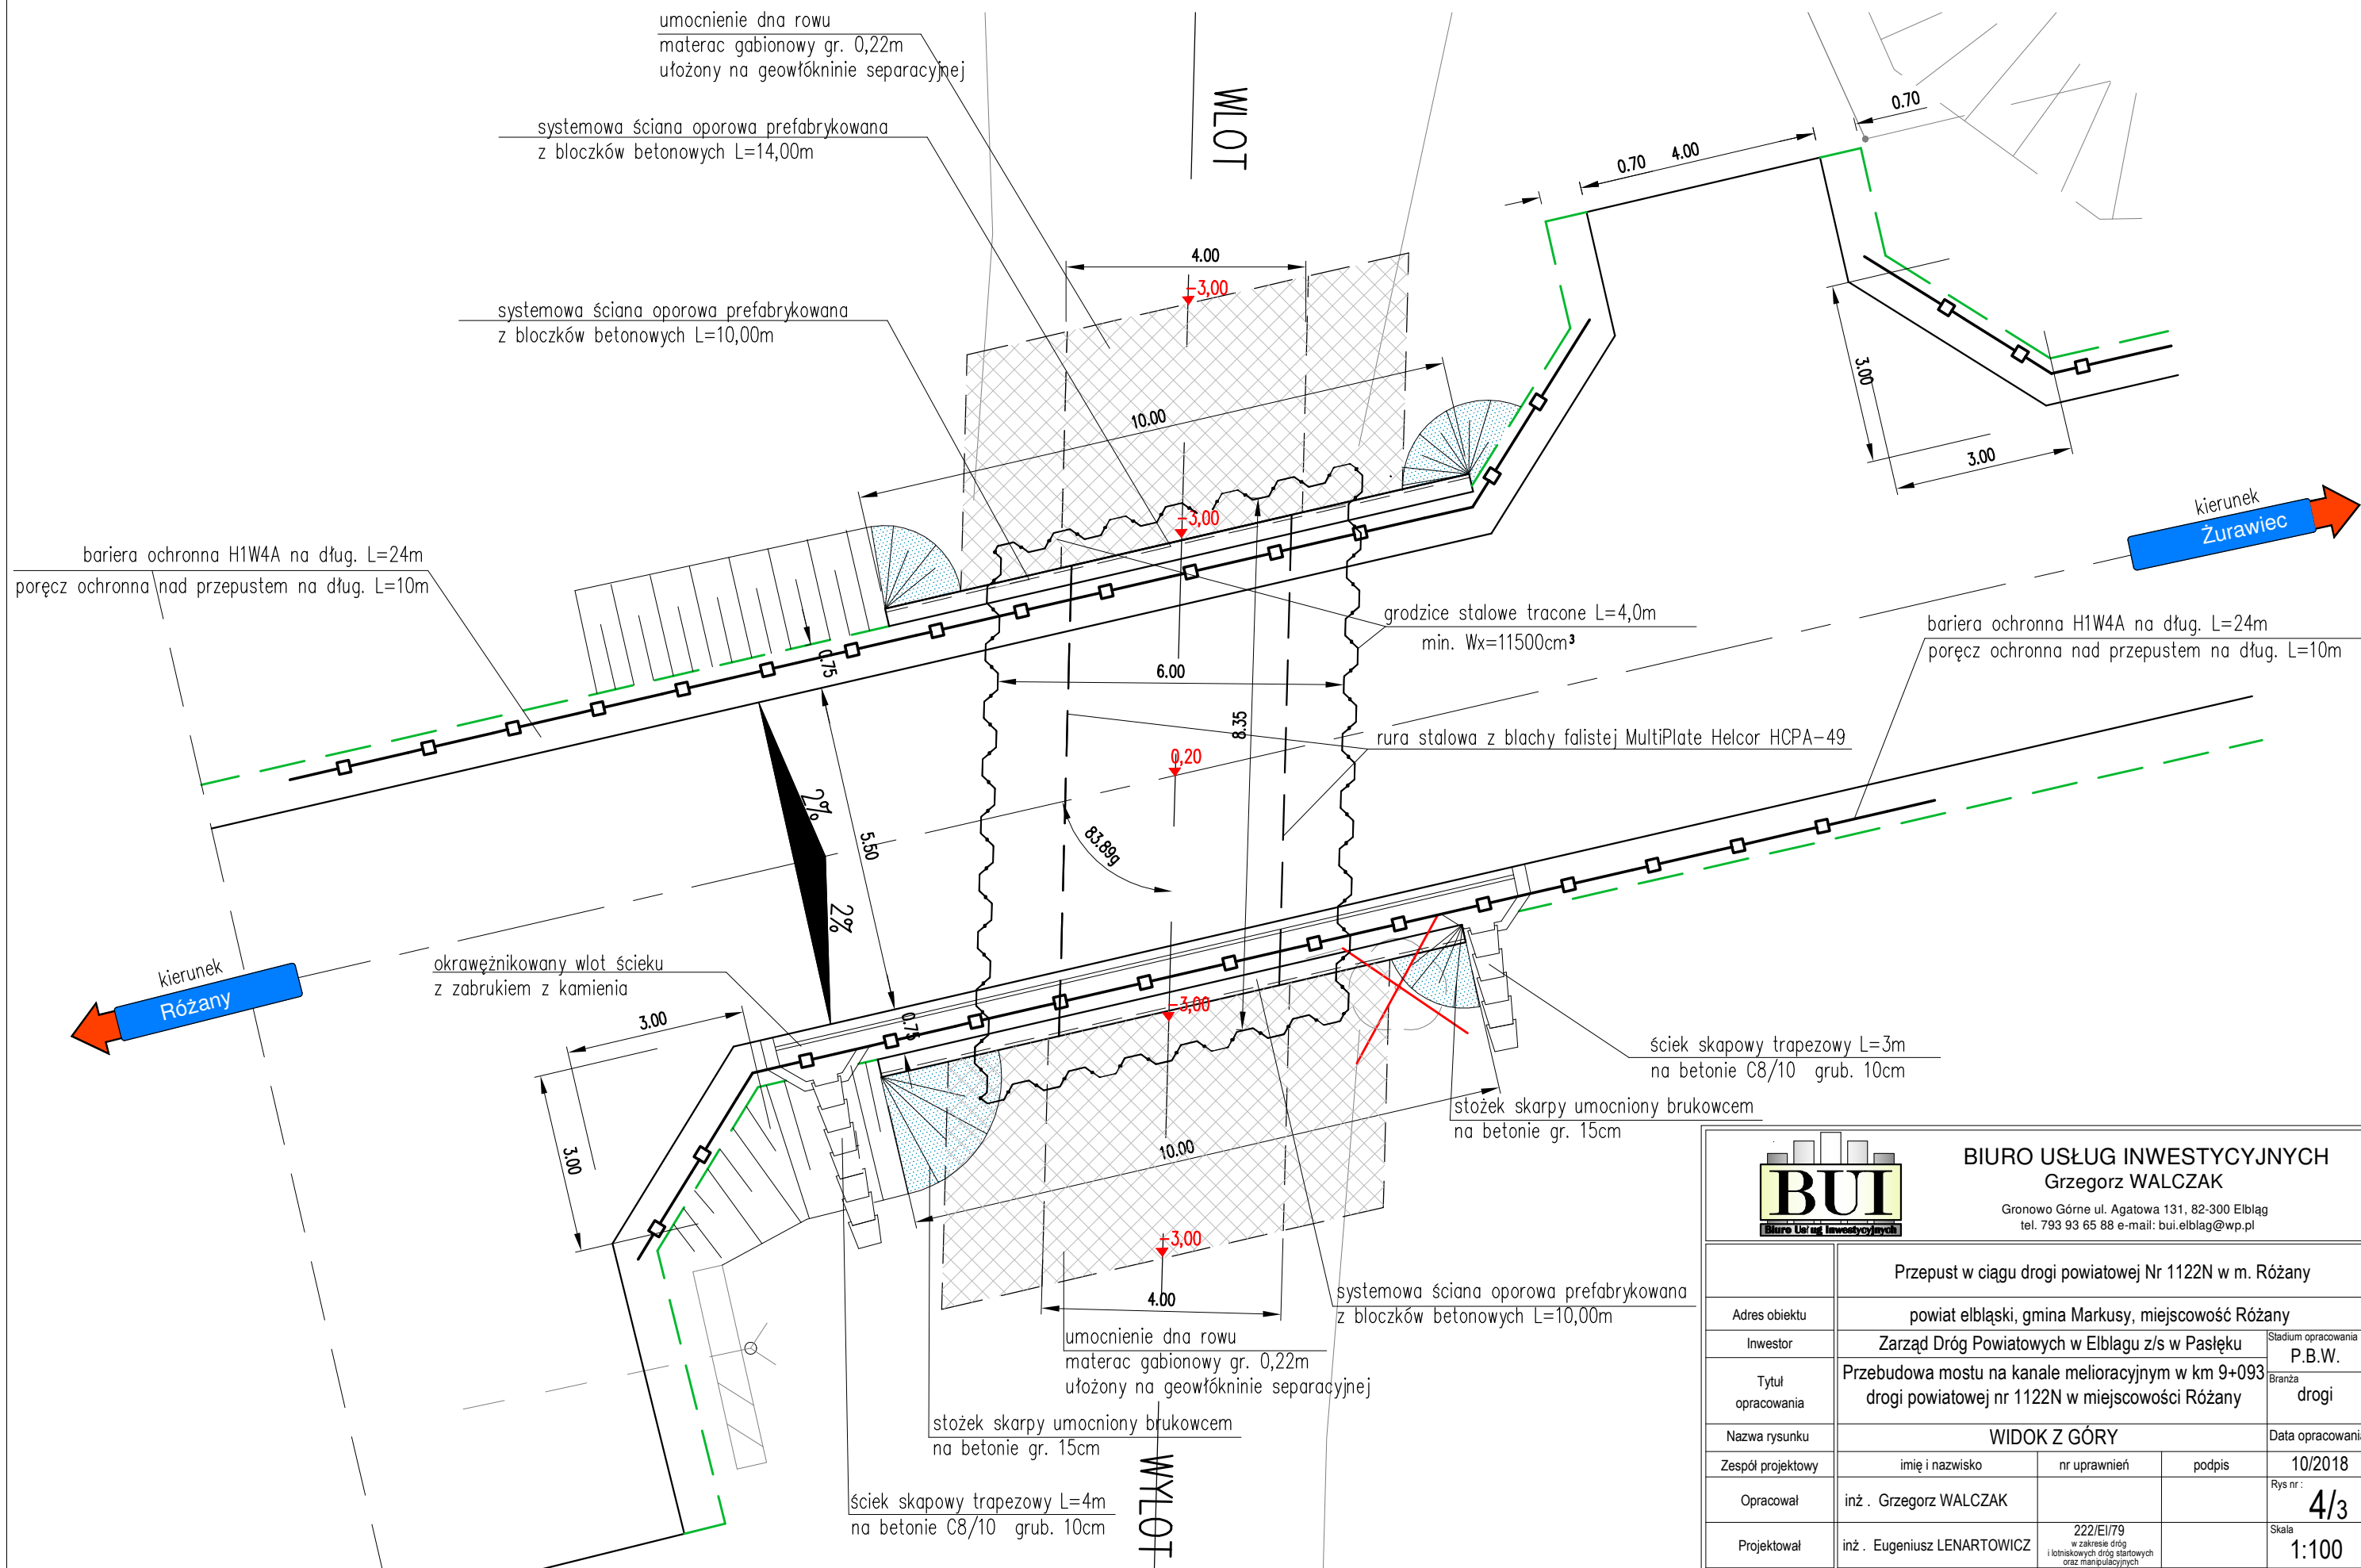 umocnienie dna rowu
materac gabionowy gr. 0,22m
ułożony na geowłókninie separacyjnej
WLOT
systemowa ściana oporowa prefabrykowana
z bloczków betonowych L=14,00m
0.70
0.70 4.00
4.00
-3,00
systemowa ściana oporowa prefabrykowana
z bloczków betonowych L=10,00m
10.00
3.00
3.00
-3,00
kierunek
Żurawiec
bariera ochronna H1W4A na dług. L=24m
poręcz ochronna nad przepustem na dług. L=10m
0.75
grodzice stalowe tracone L=4,0m
min. Wx=11500cm³
bariera ochronna H1W4A na dług. L=24m
poręcz ochronna nad przepustem na dług. L=10m
6.00
8.35
rura stalowa z blachy falistej MultiPlate Helcor HCPA-49
0,20
2%
5.50
83.89g
2%
okrawężnikowany wlot ścieku
z zabrukiem z kamienia
kierunek
Różany
3.00
0.75
-3,00
3.00
ściek skapowy trapezowy L=3m
na betonie C8/10 grub. 10cm
stożek skarpy umocniony brukowcem
na betonie gr. 15cm
10.00
-3,00
4.00
systemowa ściana oporowa prefabrykowana
z bloczków betonowych L=10,00m
umocnienie dna rowu
materac gabionowy gr. 0,22m
ułożony na geowłókninie separacyjnej
stożek skarpy umocniony brukowcem
na betonie gr. 15cm
WYLOT
ściek skapowy trapezowy L=4m
na betonie C8/10 grub. 10cm
BUI
Biuro Usług Inwestycyjnych
BIURO USŁUG INWESTYCYJNYCH
Grzegorz WALCZAK
Gronowo Górne ul. Agatowa 131, 82-300 Elbląg
tel. 793 93 65 88 e-mail: bui.elblag@wp.pl
Przepust w ciągu drogi powiatowej Nr 1122N w m. Różany
Adres obiektu powiat elbląski, gmina Markusy, miejscowość Różany
Inwestor Zarząd Dróg Powiatowych w Elblagu z/s w Pasłęku
Stadium opracowania
P.B.W.
Tytuł
opracowania
Przebudowa mostu na kanale melioracyjnym w km 9+093
drogi powiatowej nr 1122N w miejscowości Różany
Branża
drogi
Nazwa rysunku WIDOK Z GÓRY Data opracowania
Zespół projektowy imię i nazwisko nr uprawnień podpis 10/2018
Opracował inż . Grzegorz WALCZAK
Rys nr :
4/3
Projektował inż . Eugeniusz LENARTOWICZ
222/El/79
w zakresie dróg
i lotniskowych dróg startowych
oraz manipulacyjnych
Skala
1:100